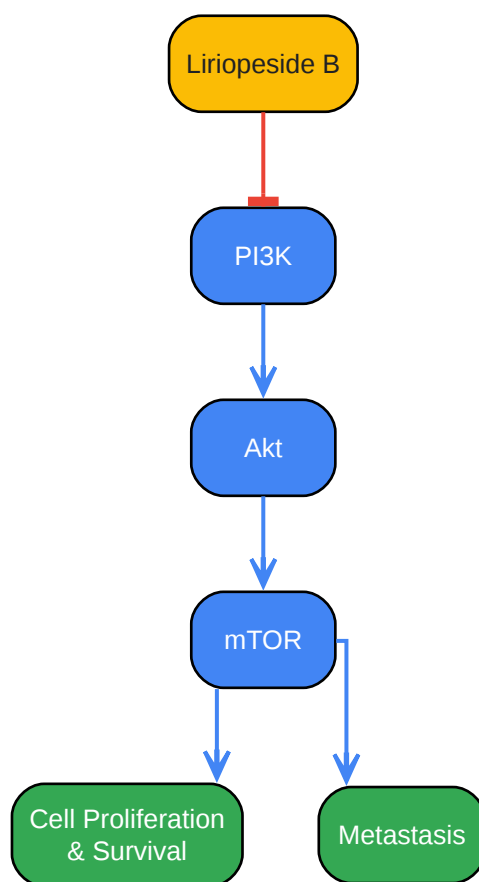 Liriopeside B
PI3K
Akt
mTOR
Cell Proliferation
& Survival
Metastasis